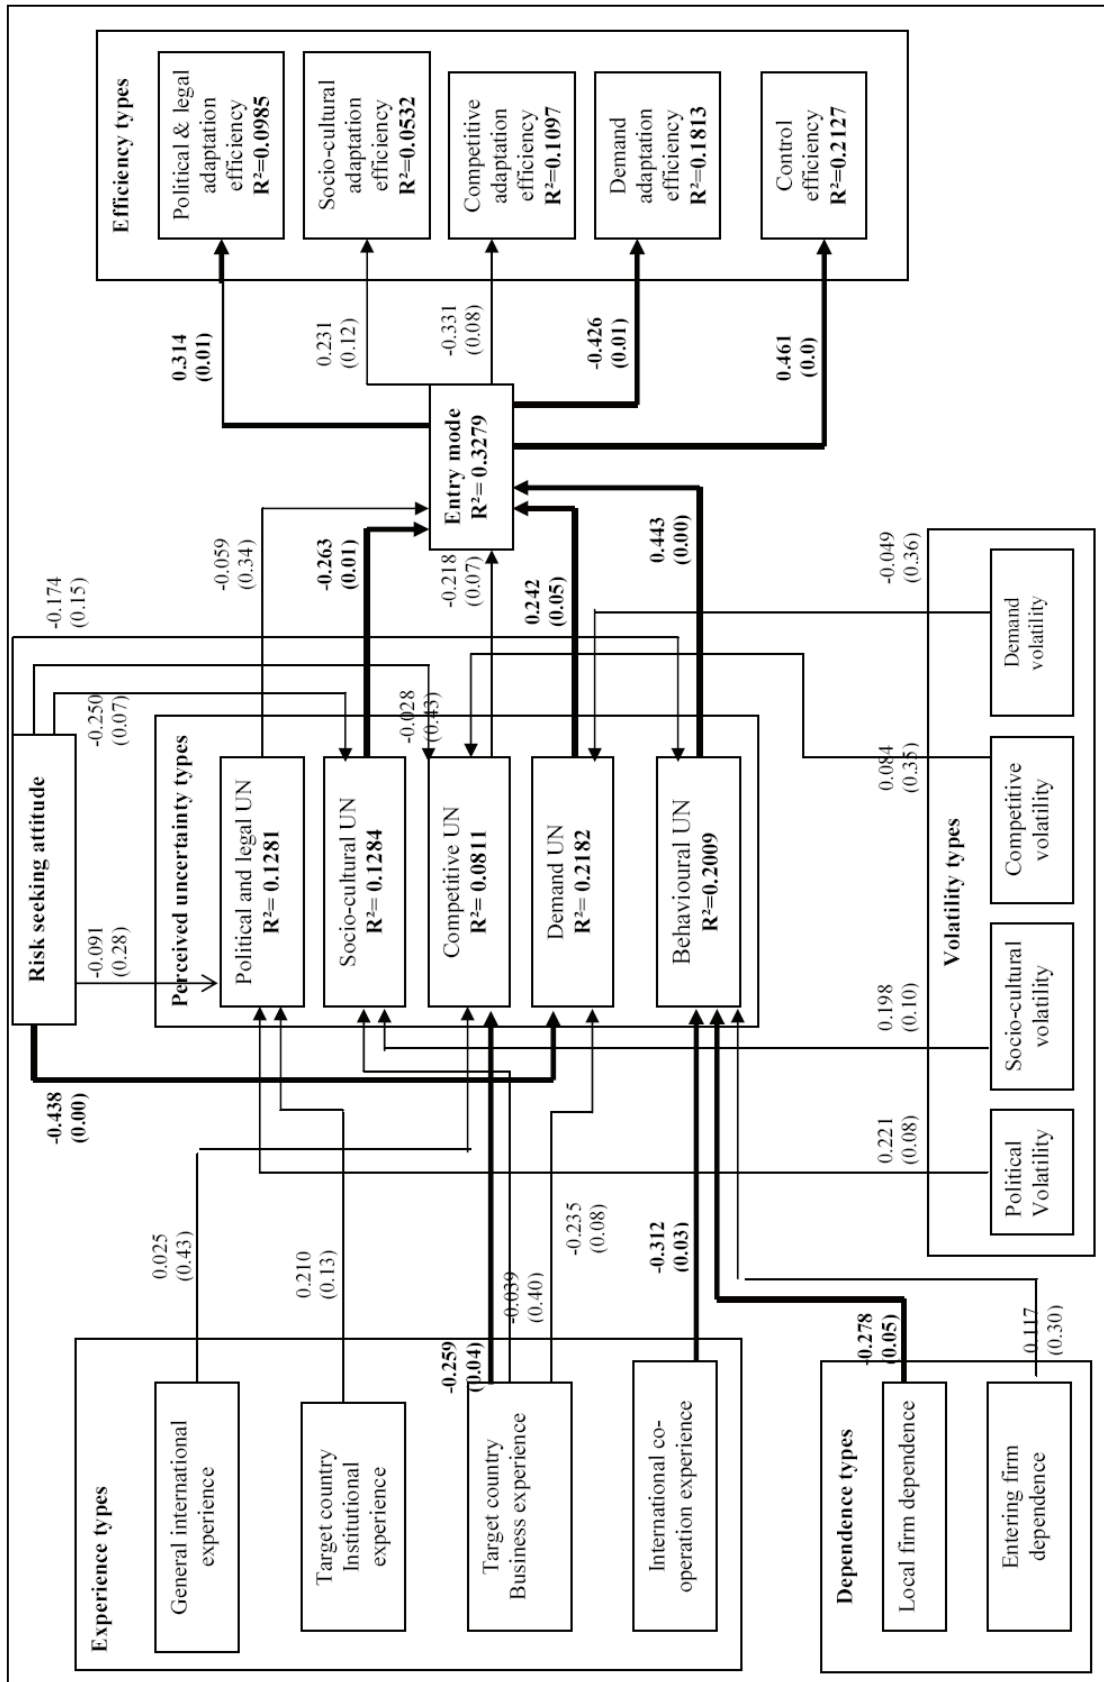 Risk seeking attitude
-0.438
(0.00)
-0.091
(0.28)
-0.250
(0.07)
-0.174
(0.15)
-0.028
(0.43)
Experience types
General international
experience
Target country
Institutional
experience
Target country
Business experience
International co-
operation experience
0.025
(0.43)
0.210
(0.13)
-0.259
(0.04)
-0.039
(0.40)
-0.235
(0.08)
-0.312
(0.03)
Perceived uncertainty types
Political and legal UN
R²= 0.1281
Socio-cultural UN
R²= 0.1284
Competitive UN
R²= 0.0811
Demand UN
R²= 0.2182
Behavioural UN
R²=0.2009
-0.059
(0.34)
-0.263
(0.01)
-0.218
(0.07)
0.242
(0.05)
0.443
(0.00)
Entry mode
R²= 0.3279
0.314
(0.01)
0.231
(0.12)
-0.331
(0.08)
-0.426
(0.01)
0.461
(0.0)
Efficiency types
Political & legal
adaptation
efficiency
R²=0.0985
Socio-cultural
adaptation
efficiency
R²=0.0532
Competitive
adaptation
efficiency
R²=0.1097
Demand
adaptation
efficiency
R²=0.1813
Control
efficiency
R²=0.2127
Dependence types
Local firm dependence
Entering firm
dependence
-0.278
(0.05)
0.117
(0.30)
0.221
(0.08)
0.198
(0.10)
0.084
(0.35)
-0.049
(0.36)
Volatility types
Political
Volatility
Socio-cultural
volatility
Competitive
volatility
Demand
volatility